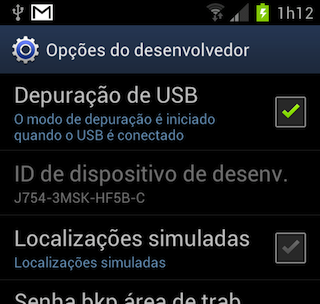 1h12
Opções do desenvolvedor
Depuração de USB
O modo de depuração é iniciado
quando o USB é conectado
ID de dispositivo de desenv.
J754-3MSK-HF5B-C
Localizações simuladas
Localizações simuladas
Senha bkp área de trab